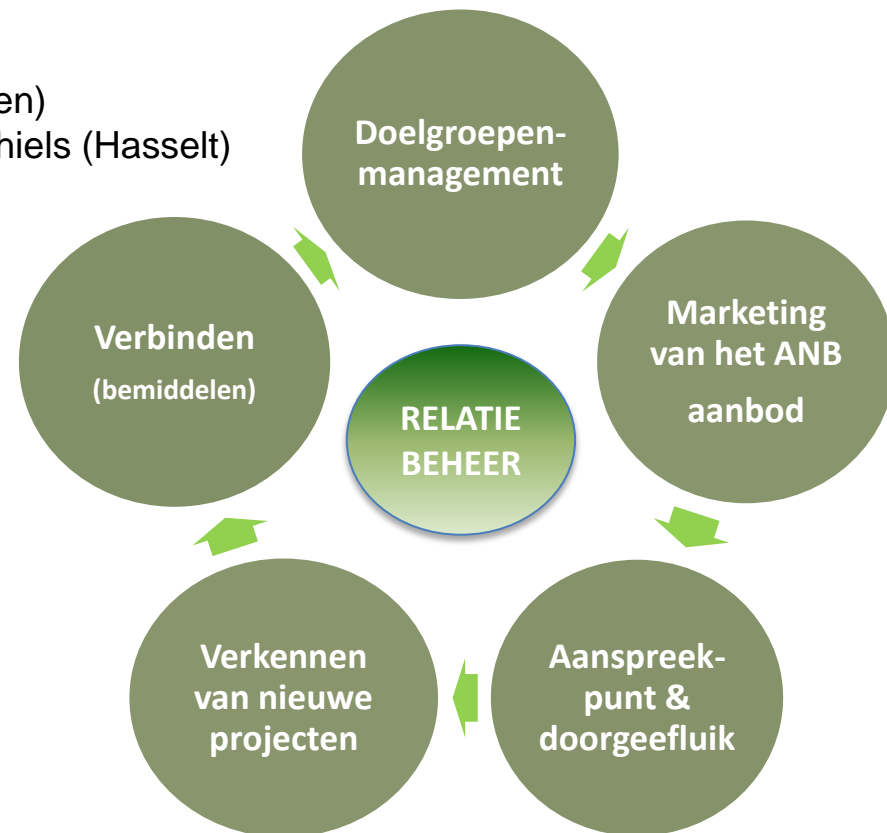 en)
hiels (Hasselt)
Doelgroepen-
management
Marketing
van het ANB
aanbod
Aanspreek-
punt &
doorgeefluik
Verkennen
van nieuwe
projecten
Verbinden
(bemiddelen)
RELATIE
BEHEER